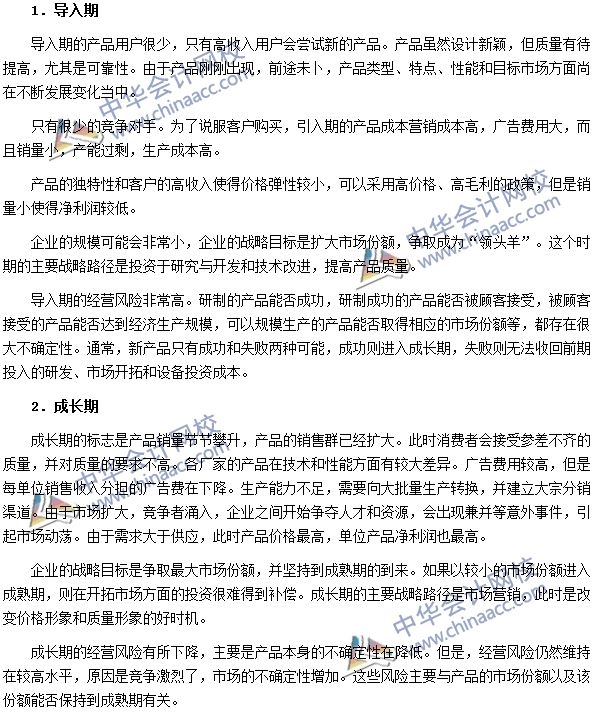 1．导入期
导入期的产品用户很少，只有高收入用户会尝试新的产品。产品虽然设计新颖，但质量有待
提高，尤其是可靠性。由于产品刚刚出现，前途未卜，产品类型、特点、性能和目标市场方面尚
在不断发展变化当中。
只有很少的竞争对手。为了说服客户购买，引入期的产品成本营销成本高，广告费用大，而
且销量小，产能过剩，生产成本高。
产品的独特性和客户的高收入使得价格弹性较小，可以采用高价格、高毛利的政策，但是销
量小使得净利润较低。
企业的规模可能会非常小，企业的战略目标是扩大市场份额，争取成为“领头羊”。这个时
期的主要战略路径是投资于研究与开发和技术改进，提高产品质量。
导入期的经营风险非常高。研制的产品能否成功，研制成功的产品能否被顾客接受，被顾客
接受的产品能否达到经济生产规模，可以规模生产的产品能否取得相应的市场份额等，都存在很
大不确定性。通常，新产品只有成功和失败两种可能，成功则进入成长期，失败则无法收回前期
投入的研发、市场开拓和设备投资成本。
2．成长期
成长期的标志是产品销量节节攀升，产品的销售群已经扩大。此时消费者会接受参差不齐的
质量，并对质量的要求不高。各厂家的产品在技术和性能方面有较大差异。广告费用较高，但是
每单位销售收入分担的广告费在下降。生产能力不足，需要向大批量生产转换，并建立大宗分销
渠道。由于市场扩大，竞争者涌入，企业之间开始争夺人才和资源，会出现兼并等意外事件，引
起市场动荡。由于需求大于供应，此时产品价格最高，单位产品净利润也最高。
企业的战略目标是争取最大市场份额，并坚持到成熟期的到来。如果以较小的市场份额进入
成熟期，则在开拓市场方面的投资很难得到补偿。成长期的主要战略路径是市场营销，此时是改
变价格形象和质量形象的好时机。
成长期的经营风险有所下降，主要是产品本身的不确定性在降低。但是，经营风险仍然维持
在较高水平，原因是竞争激烈了，市场的不确定性增加。这些风险主要与产品的市场份额以及该
份额能否保持到成熟期有关。
中华会计网校
www.chinaacc.com
中华会计网校
www.chinaacc.com
中华会计网校
www.chinaacc.com
中华会计网校
www.chinaacc.com